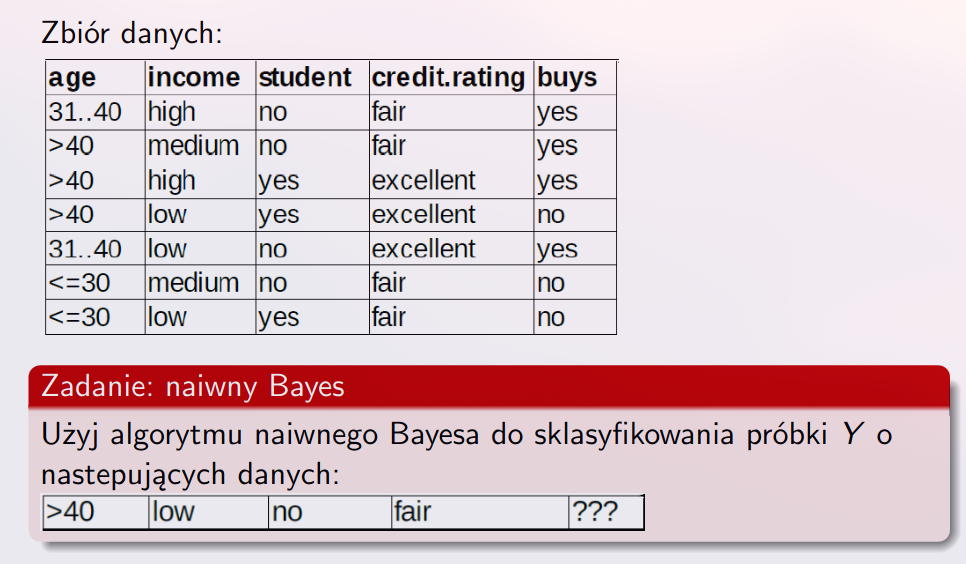 Zbiór danych:
age income student credit.rating buys
31..40 high no fair yes
>40 medium no fair yes
>40 high yes excellent yes
>40 low yes excellent no
31..40 low no excellent yes
<=30 medium no fair no
<=30 low yes fair no
Zadanie: naiwny Bayes
Użyj algorytmu naiwnego Bayesa do sklasyfikowania próbki Y o
nastepujących danych:
>40 low no fair ???